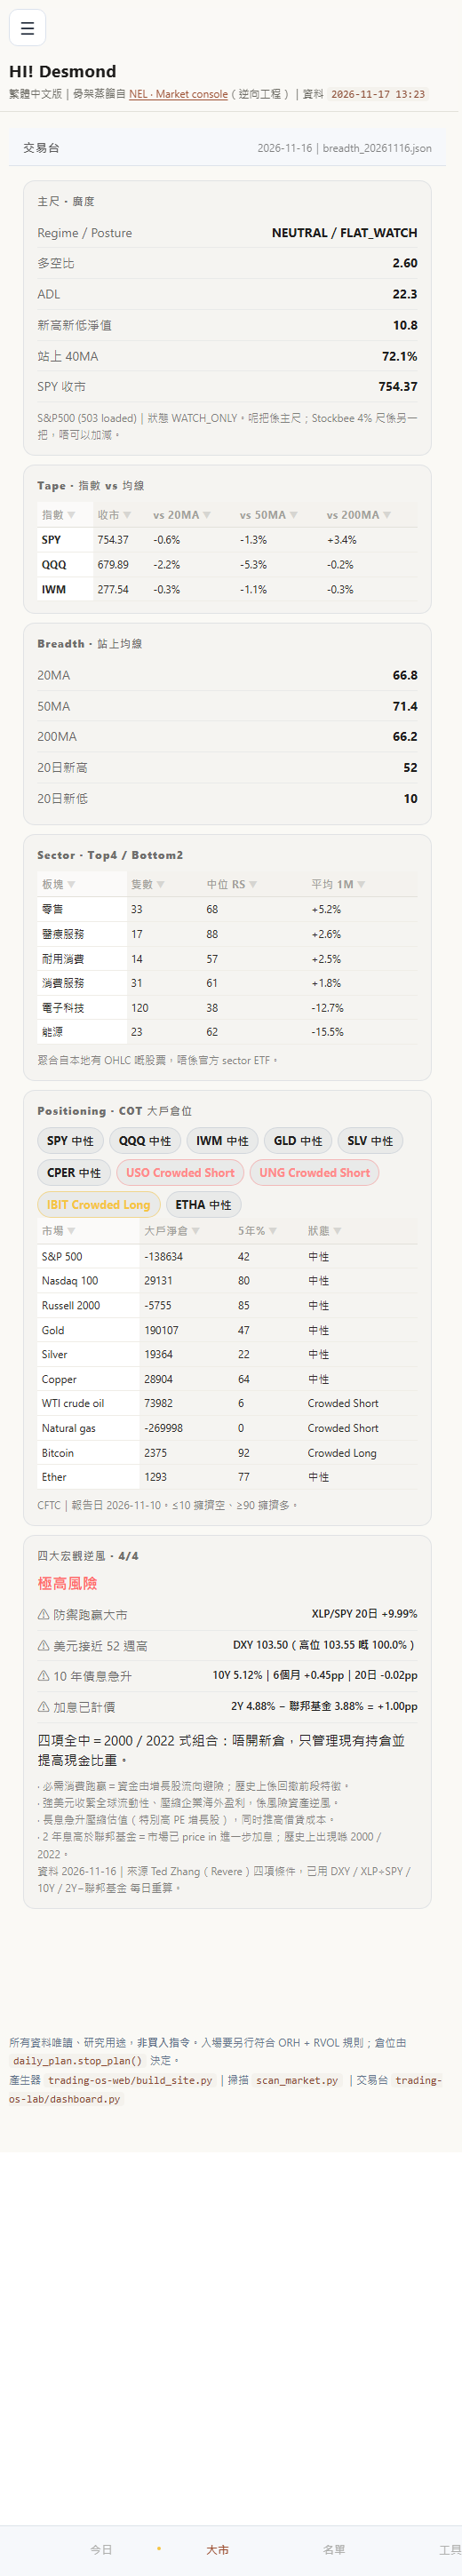 ☰
HI! Desmond
繁體中文版｜骨架蒸餾自 NEL · Market console（逆向工程）｜資料 2026-11-17 13:23
交易台 2026-11-16｜breadth_20261116.json
主尺・廣度
Regime / Posture NEUTRAL / FLAT_WATCH
多空比 2.60
ADL 22.3
新高新低淨值 10.8
站上 40MA 72.1%
SPY 收市 754.37
S&P500 (503 loaded)｜狀態 WATCH_ONLY。呢把係主尺；Stockbee 4% 尺係另一
把，唔可以加減。
Tape · 指數 vs 均線
指數 ▼ 收市 ▼ vs 20MA ▼ vs 50MA ▼ vs 200MA ▼
SPY 754.37 -0.6% -1.3% +3.4%
QQQ 679.89 -2.2% -5.3% -0.2%
IWM 277.54 -0.3% -1.1% -0.3%
Breadth · 站上均線
20MA 66.8
50MA 71.4
200MA 66.2
20日新高 52
20日新低 10
Sector · Top4 / Bottom2
板塊 ▼ 隻數 ▼ 中位 RS ▼ 平均 1M ▼
零售 33 68 +5.2%
醫療服務 17 88 +2.6%
耐用消費 14 57 +2.5%
消費服務 31 61 +1.8%
電子科技 120 38 -12.7%
能源 23 62 -15.5%
聚合自本地有 OHLC 嘅股票，唔係官方 sector ETF。
Positioning · COT 大戶倉位
SPY 中性 QQQ 中性 IWM 中性 GLD 中性 SLV 中性
CPER 中性 USO Crowded Short UNG Crowded Short
IBIT Crowded Long ETHA 中性
市場 ▼ 大戶淨倉 ▼ 5年% ▼ 狀態 ▼
S&P 500 -138634 42 中性
Nasdaq 100 29131 80 中性
Russell 2000 -5755 85 中性
Gold 190107 47 中性
Silver 19364 22 中性
Copper 28904 64 中性
WTI crude oil 73982 6 Crowded Short
Natural gas -269998 0 Crowded Short
Bitcoin 2375 92 Crowded Long
Ether 1293 77 中性
CFTC｜報告日 2026-11-10。≤10 擁擠空、≥90 擁擠多。
四大宏觀逆風・4/4
極高風險
⚠ 防禦跑贏大市 XLP/SPY 20日 +9.99%
⚠ 美元接近 52 週高 DXY 103.50（高位 103.55 嘅 100.0%）
⚠ 10 年債息急升 10Y 5.12%｜6個月 +0.45pp｜20日 -0.02pp
⚠ 加息已計價 2Y 4.88% − 聯邦基金 3.88% = +1.00pp
四項全中＝2000 / 2022 式組合：唔開新倉，只管理現有持倉並
提高現金比重。
· 必需消費跑贏＝資金由增長股流向避險；歷史上係回撤前段特徵。
· 強美元收緊全球流動性、壓縮企業海外盈利，係風險資產逆風。
· 長息急升壓縮估值（特別高 PE 增長股），同時推高借貸成本。
· 2 年息高於聯邦基金＝市場已 price in 進一步加息；歷史上出現喺 2000 /
2022。
資料 2026-11-16｜來源 Ted Zhang（Revere）四項條件，已用 DXY / XLP÷SPY /
10Y / 2Y−聯邦基金 每日重算。
所有資料唯讀、研究用途，非買入指令。入場要另行符合 ORH + RVOL 規則；倉位由
daily_plan.stop_plan() 決定。
產生器 trading-os-web/build_site.py｜掃描 scan_market.py ｜交易台 trading-
os-lab/dashboard.py
今日 大市 名單 工具